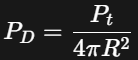 P_D = \frac{P_t}{4\pi R^2}